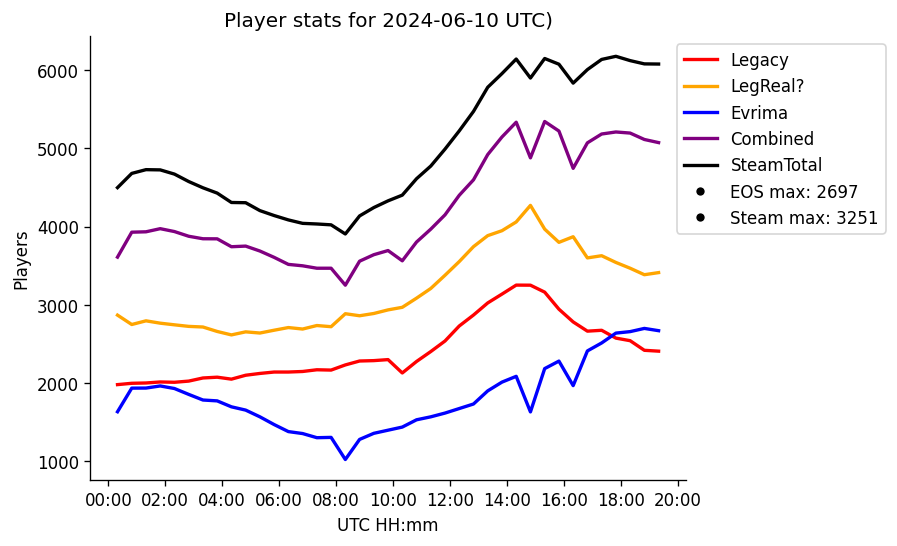 Player stats for 2024-06-10 UTC)
Players
6000
5000
4000
3000
2000
1000
00:00 02:00 04:00 06:00 08:00 10:00 12:00 14:00 16:00 18:00 20:00
UTC HH:mm
Legacy
LegReal?
Evrima
Combined
SteamTotal
EOS max: 2697
Steam max: 3251